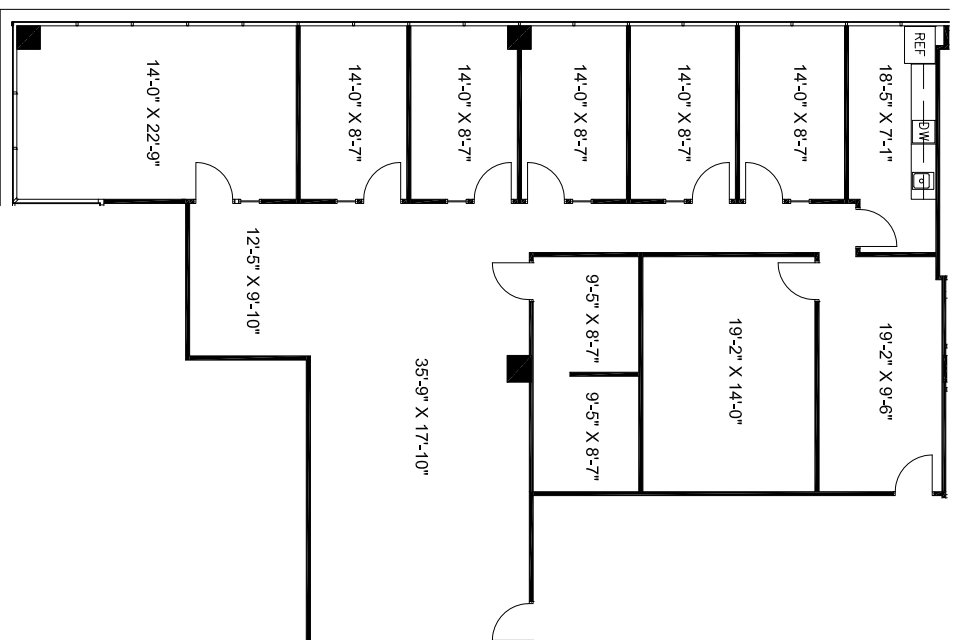 14'-0" X 22'-9"
14'-0" X 8'-7"
14'-0" X 8'-7"
14'-0" X 8'-7"
14'-0" X 8'-7"
14'-0" X 8'-7"
18'-5" X 7'-1"
REF
DW
12'-5" X 9'-10"
35'-9" X 17'-10"
9'-5" X 8'-7"
9'-5" X 8'-7"
19'-2" X 14'-0"
19'-2" X 9'-6"